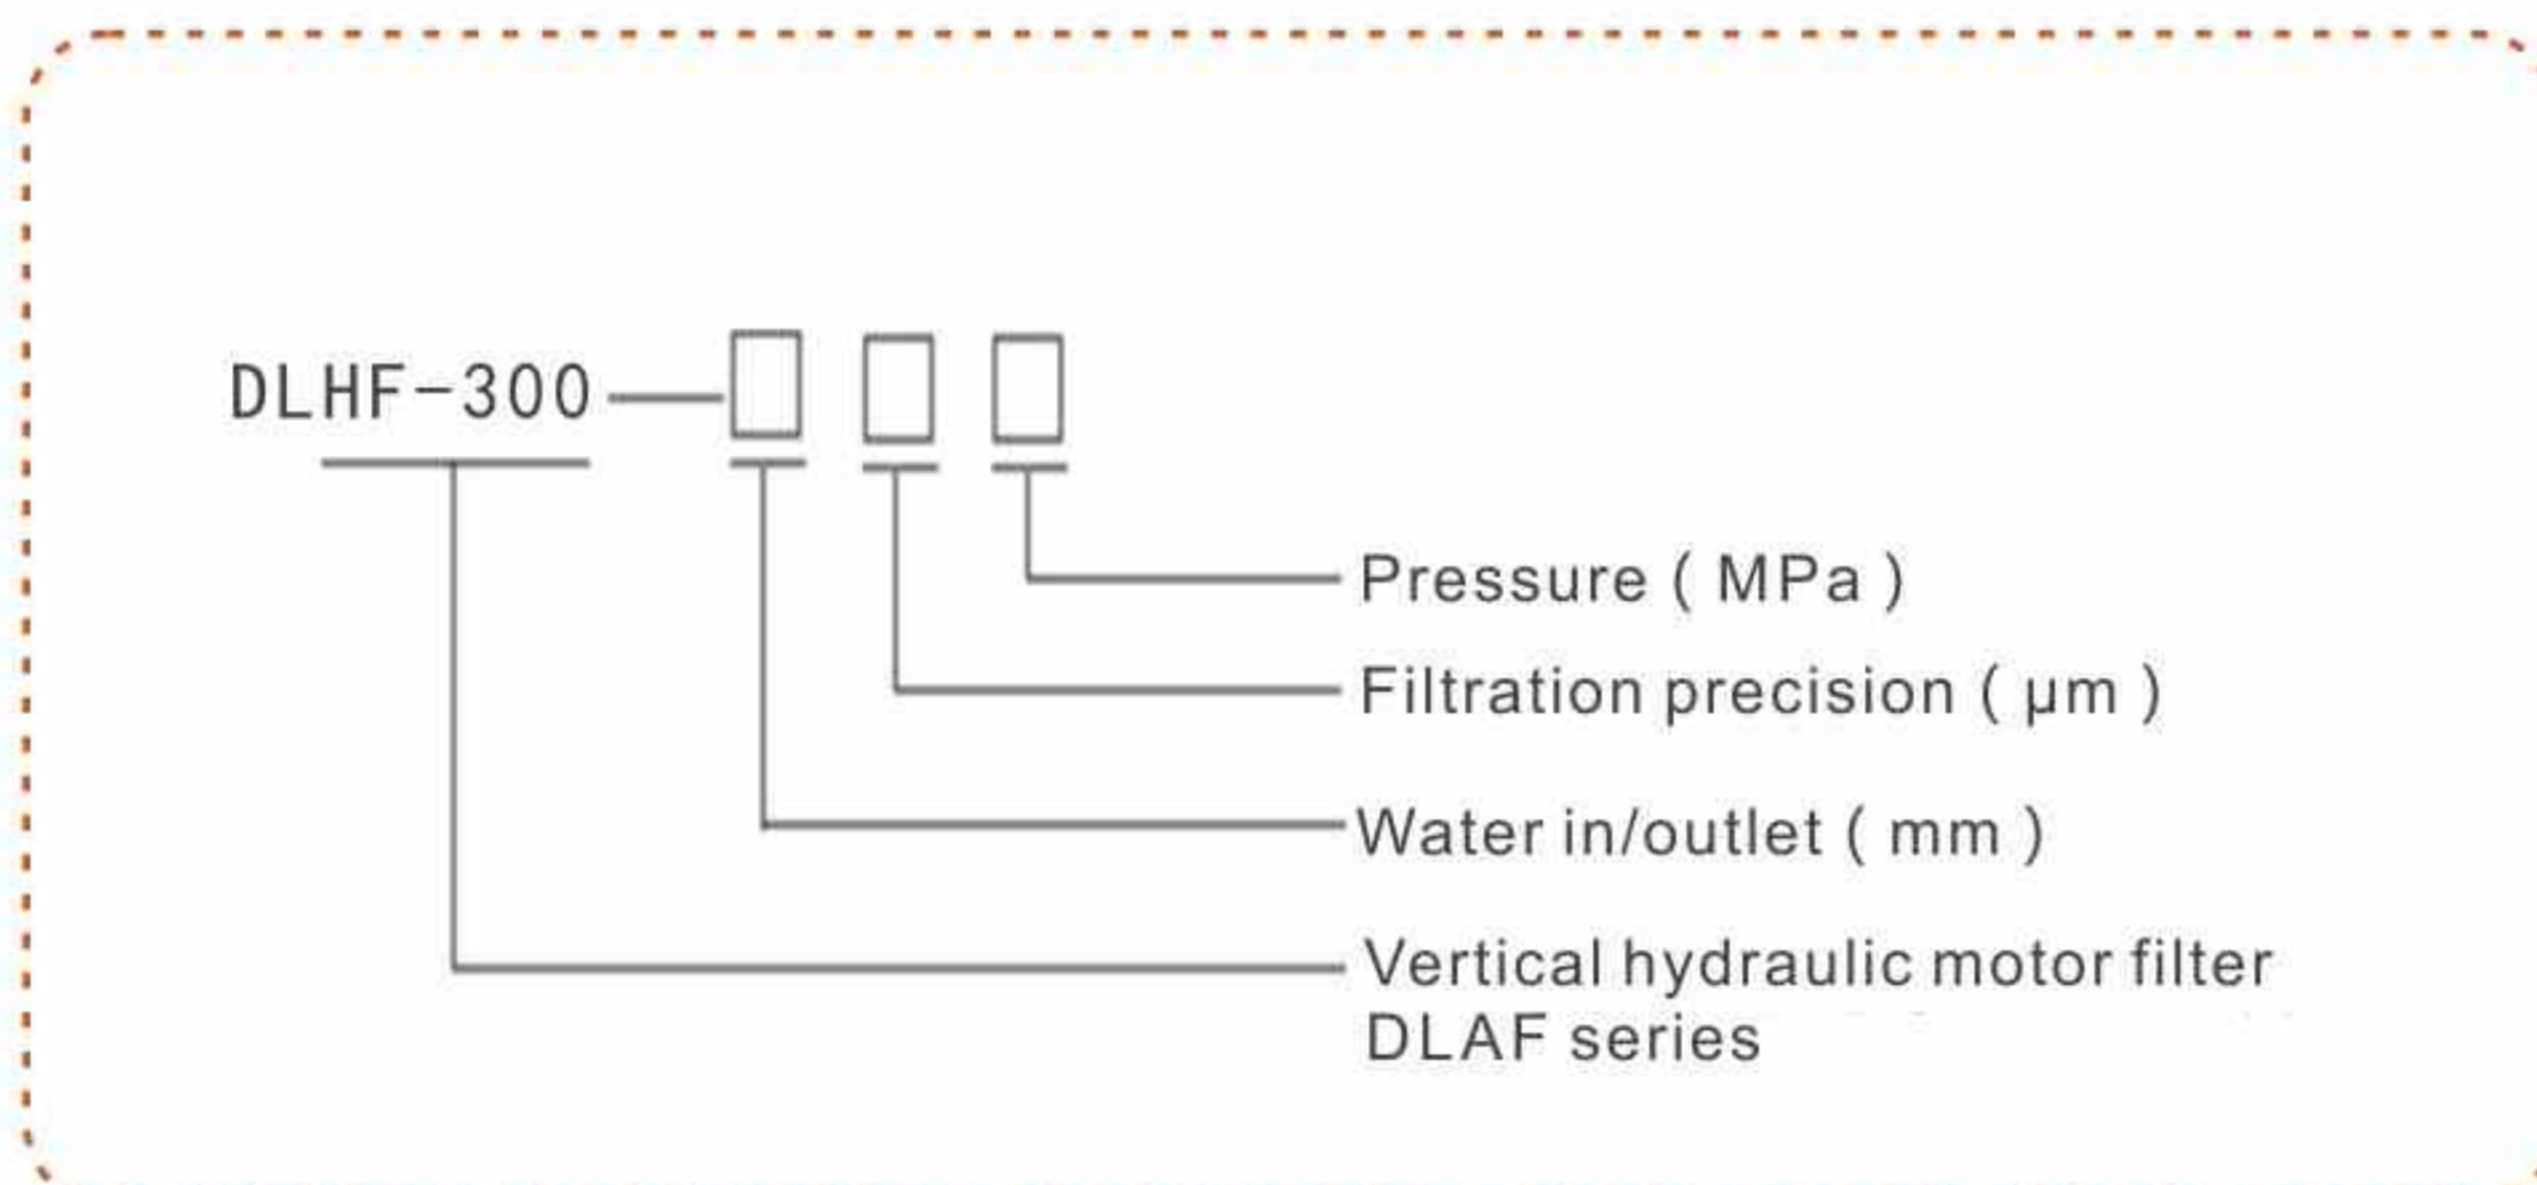 DLHF-300
Pressure ( MPa )
Filtration precision ( μm )
Water in/outlet ( mm )
Vertical hydraulic motor filter
DLAF series